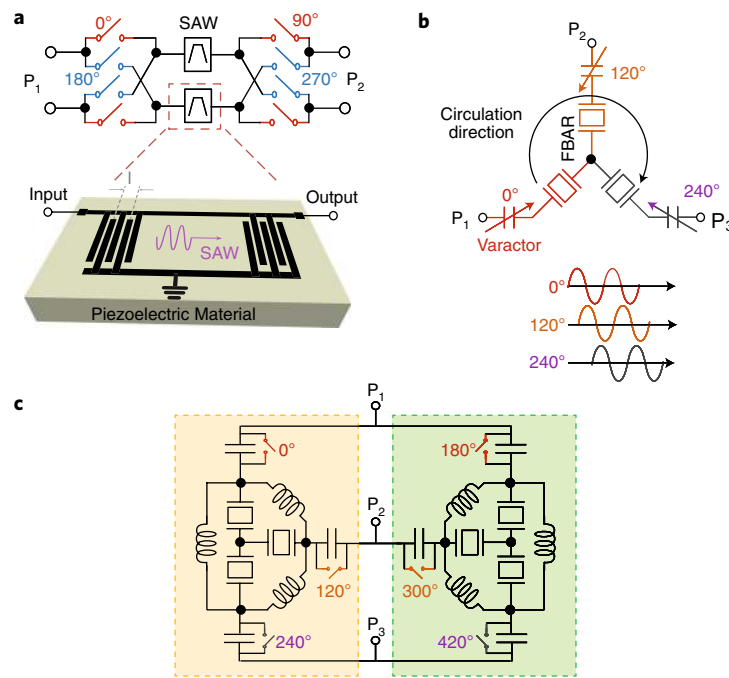 a
SAW
0°
90°
180°
270°
P1
P2
l
Input
Output
SAW
Piezoelectric Material
b
P2
120°
Circulation
direction
FBAR
0°
240°
P1
P3
Varactor
0°
120°
240°
c
P1
0°
180°
P2
120°
300°
P3
240°
420°